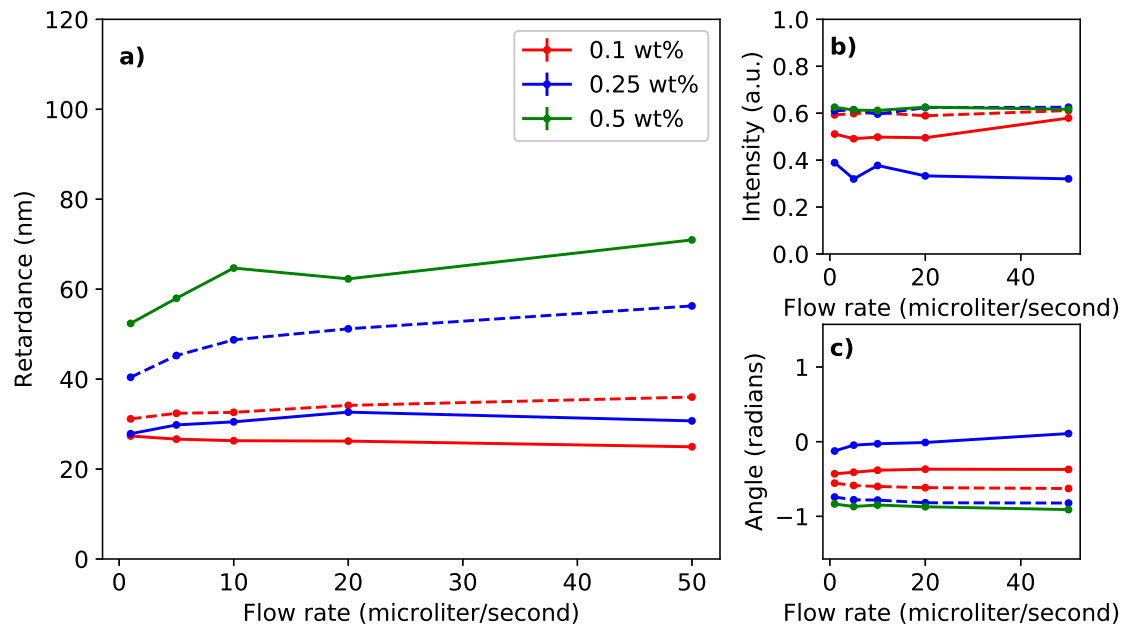 a)
0.1 wt%
0.25 wt%
0.5 wt%
120
100
80
60
40
20
0
Retardance (nm)
0 10 20 30 40 50
Flow rate (microliter/second)
b)
1.0
0.8
0.6
0.4
0.2
0.0
Intensity (a.u.)
0 20 40
Flow rate (microliter/second)
c)
1
0
−1
Angle (radians)
0 20 40
Flow rate (microliter/second)